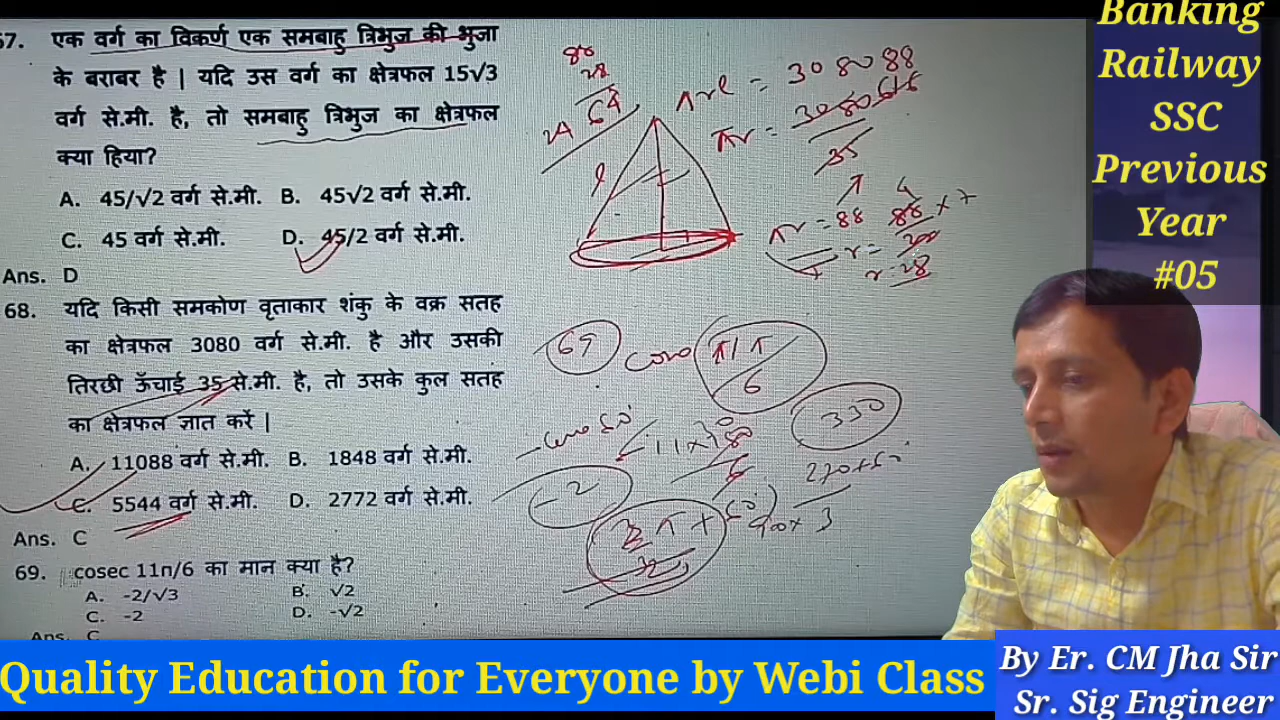 Banking
Railway
SSC
Previous
Year
#05
67. एक वर्ग का विकर्ण एक समबाहु त्रिभुज की भुजा
के बराबर है | यदि उस वर्ग का क्षेत्रफल 15√3
वर्ग से.मी. है, तो समबाहु त्रिभुज का क्षेत्रफल
क्या हिया?
A. 45/√2 वर्ग से.मी. B. 45√2 वर्ग से.मी.
C. 45 वर्ग से.मी. D. 45/2 वर्ग से.मी.
Ans. D
68. यदि किसी समकोण वृताकार शंकु के वक्र सतह
का क्षेत्रफल 3080 वर्ग से.मी. है और उसकी
तिरछी ऊँचाई 35 से.मी. है, तो उसके कुल सतह
का क्षेत्रफल ज्ञात करें |
A. 11088 वर्ग से.मी. B. 1848 वर्ग से.मी.
C. 5544 वर्ग से.मी. D. 2772 वर्ग से.मी.
Ans. C
69. cosec 11п/6 का मान क्या है?
A. -2/√3 B. √2
C. -2 D. -√2
Ans. C
πrl = 3080 88
πr = 3080
35
πr = 88
r = 28
69
330
-2
Quality Education for Everyone by Webi Class
By Er. CM Jha Sir
Sr. Sig Engineer